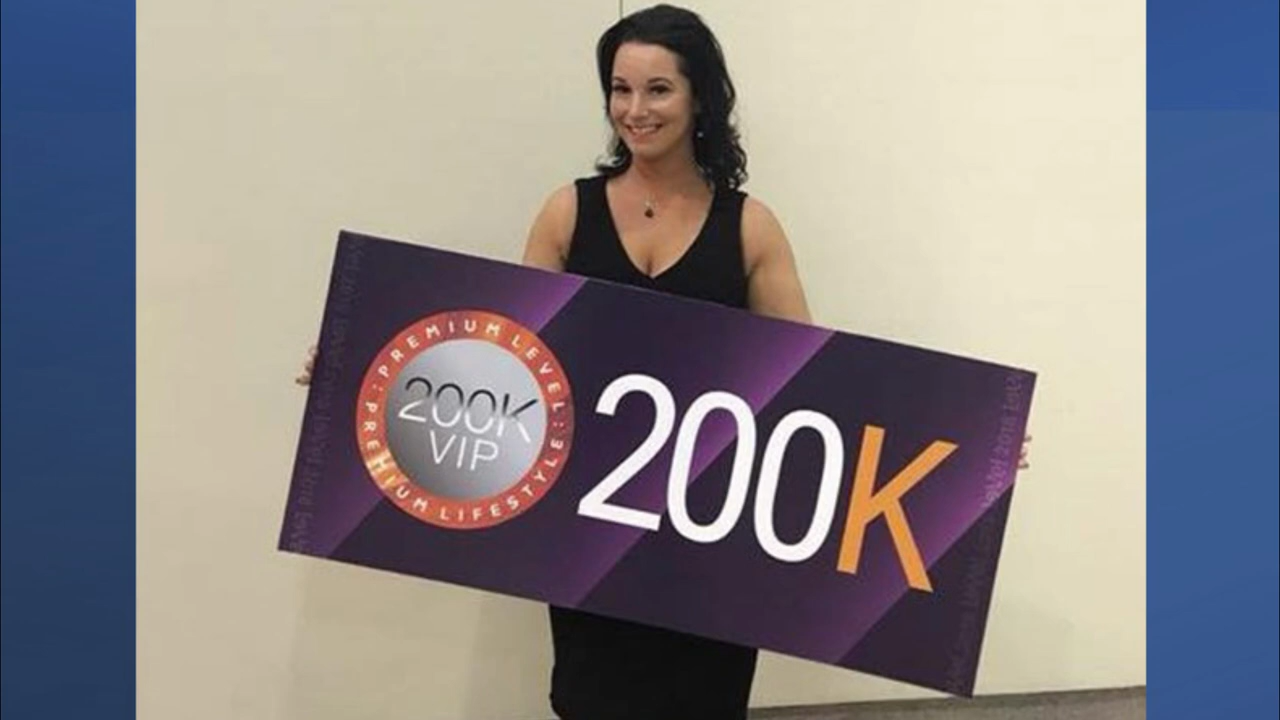 : PREMIUM LEVEL :
200K
VIP
PREMIUM LIFESTYLE
200K